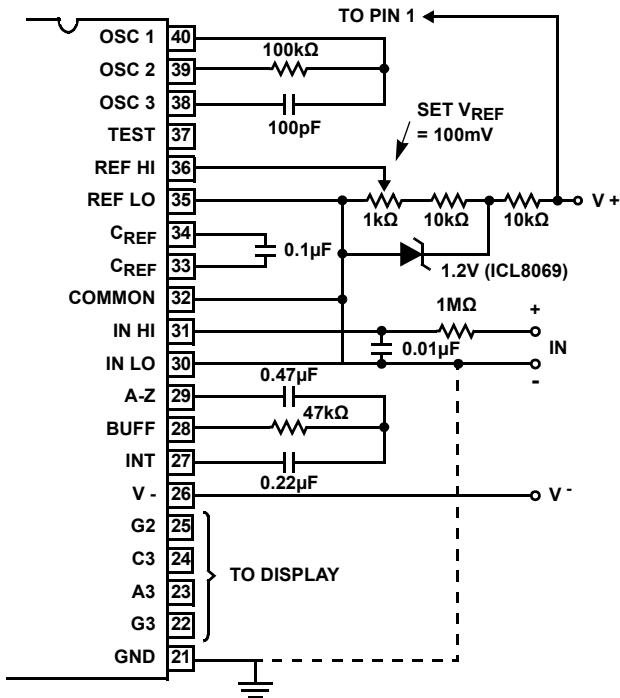 TO PIN 1
OSC 1 40
100kΩ
OSC 2 39
OSC 3 38
100pF
SET VREF
= 100mV
TEST 37
REF HI 36
REF LO 35
1kΩ
10kΩ
10kΩ
V +
CREF 34
0.1µF
CREF 33
1.2V (ICL8069)
COMMON 32
1MΩ
+
IN HI 31
IN
0.01µF
IN LO 30
-
0.47µF
A-Z 29
47kΩ
BUFF 28
INT 27
0.22µF
V - 26
V -
G2 25
C3 24
TO DISPLAY
A3 23
G3 22
GND 21